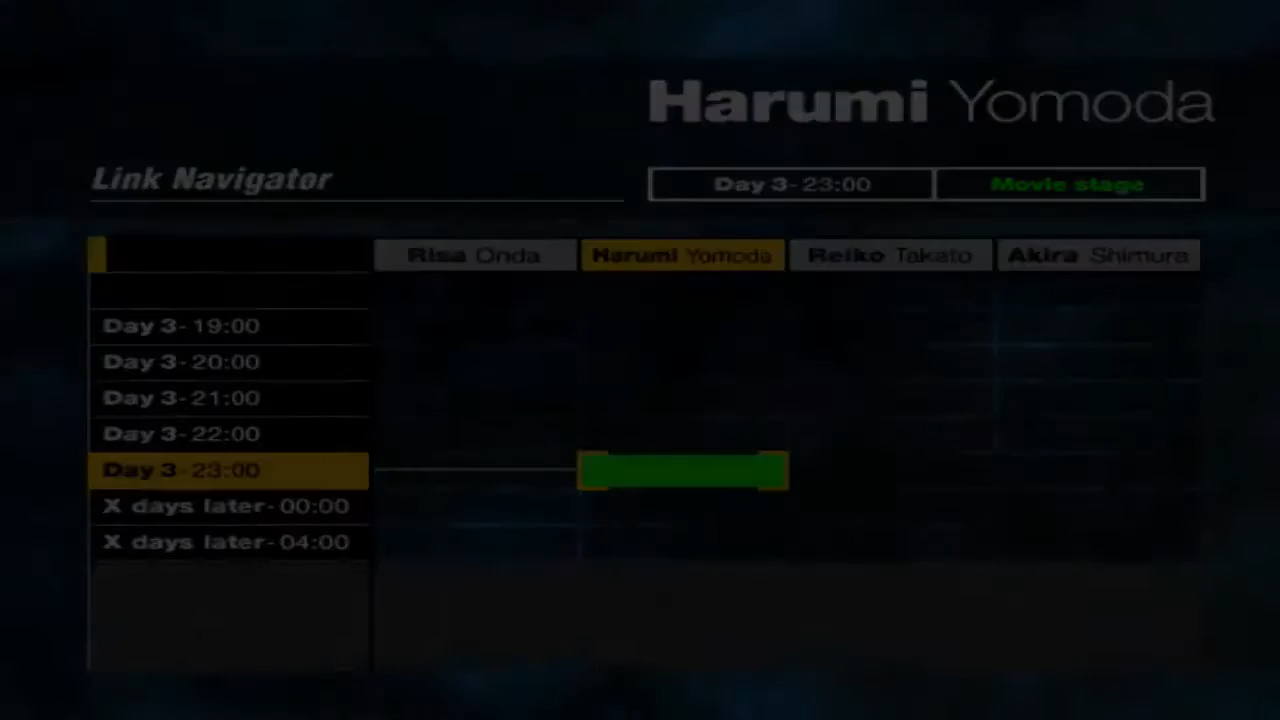 Harumi Yomoda
Link Navigator
Day 3-23:00 Movie stage
Risa Onda Harumi Yomoda Reiko Takato Akira Shimura
Day 3-19:00
Day 3-20:00
Day 3-21:00
Day 3-22:00
Day 3-23:00
X days later-00:00
X days later-04:00